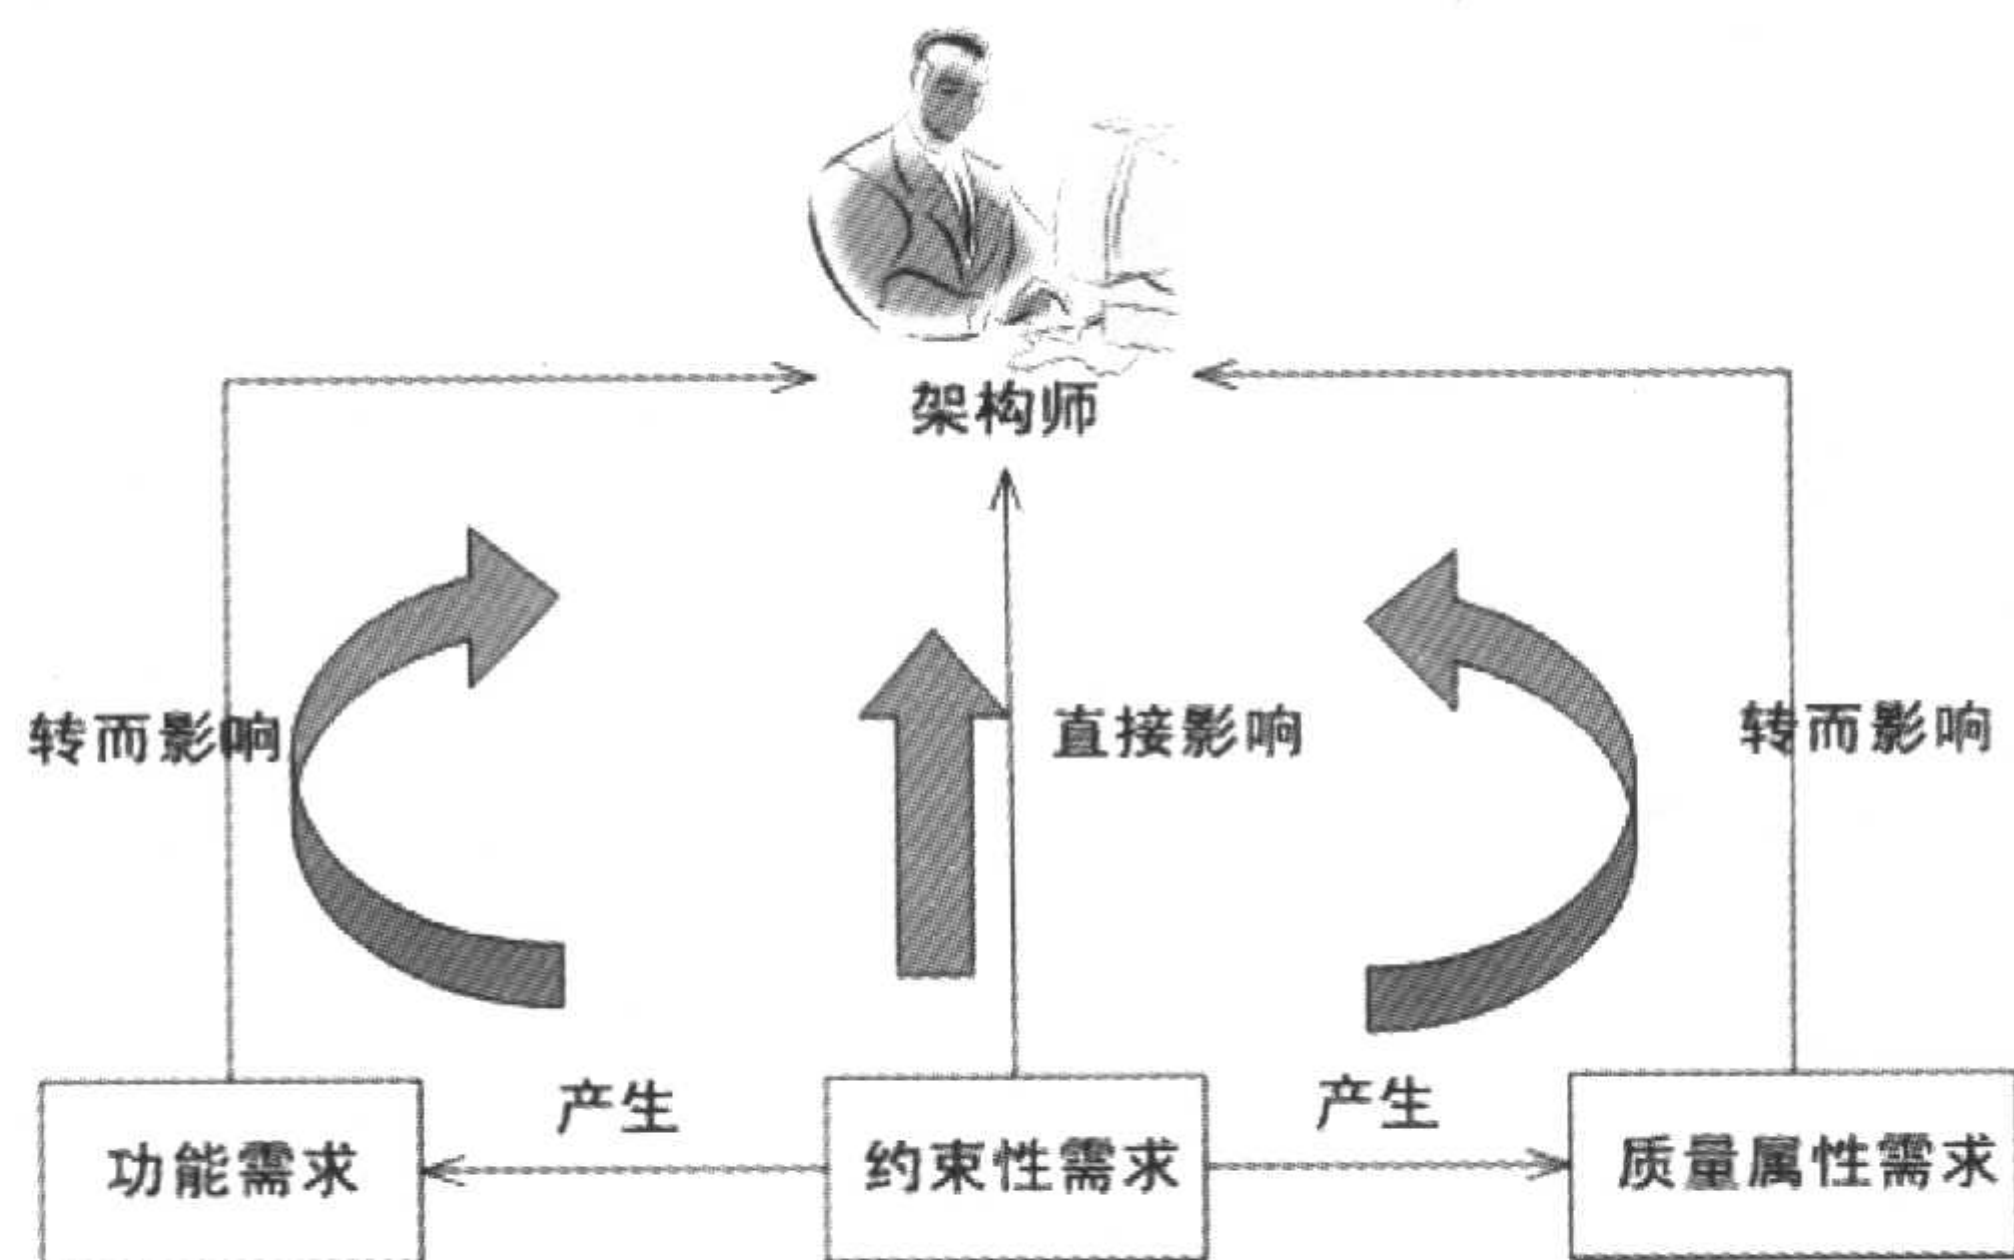 架构师
转而影响
直接影响
转而影响
产生
产生
功能需求
约束性需求
质量属性需求